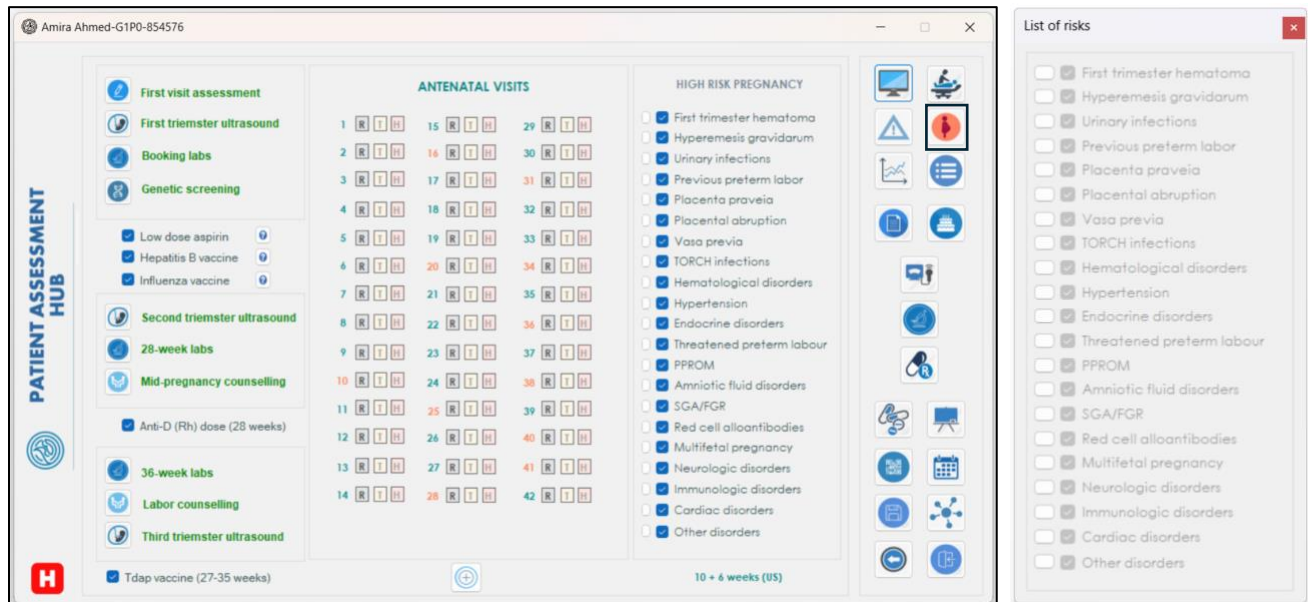 Amira Ahmed-G1P0-854576
PATIENT ASSESSMENT
HUB
First visit assessment
First triemster ultrasound
Booking labs
Genetic screening
Low dose aspirin
Hepatitis B vaccine
Influenza vaccine
Second triemster ultrasound
28-week labs
Mid-pregnancy counselling
Anti-D (Rh) dose (28 weeks)
36-week labs
Labor counselling
Third triemster ultrasound
H
Tdap vaccine (27-35 weeks)
ANTENATAL VISITS
1 R T H 15 R T H 29 R T H
2 R T H 16 R T H 30 R T H
3 R T H 17 R T H 31 R T H
4 R T H 18 R T H 32 R T H
5 R T H 19 R T H 33 R T H
6 R T H 20 R T H 34 R T H
7 R T H 21 R T H 35 R T H
8 R T H 22 R T H 36 R T H
9 R T H 23 R T H 37 R T H
10 R T H 24 R T H 38 R T H
11 R T H 25 R T H 39 R T H
12 R T H 26 R T H 40 R T H
13 R T H 27 R T H 41 R T H
14 R T H 28 R T H 42 R T H
HIGH RISK PREGNANCY
First trimester hematoma
Hyperemesis gravidarum
Urinary infections
Previous preterm labor
Placenta praveia
Placental abruption
Vasa previa
TORCH infections
Hematological disorders
Hypertension
Endocrine disorders
Threatened preterm labour
PPROM
Amniotic fluid disorders
SGA/FGR
Red cell alloantibodies
Multifetal pregnancy
Neurologic disorders
Immunologic disorders
Cardiac disorders
Other disorders
10 + 6 weeks (US)
List of risks
First trimester hematoma
Hyperemesis gravidarum
Urinary infections
Previous preterm labor
Placenta praveia
Placental abruption
Vasa previa
TORCH infections
Hematological disorders
Hypertension
Endocrine disorders
Threatened preterm labour
PPROM
Amniotic fluid disorders
SGA/FGR
Red cell alloantibodies
Multifetal pregnancy
Neurologic disorders
Immunologic disorders
Cardiac disorders
Other disorders